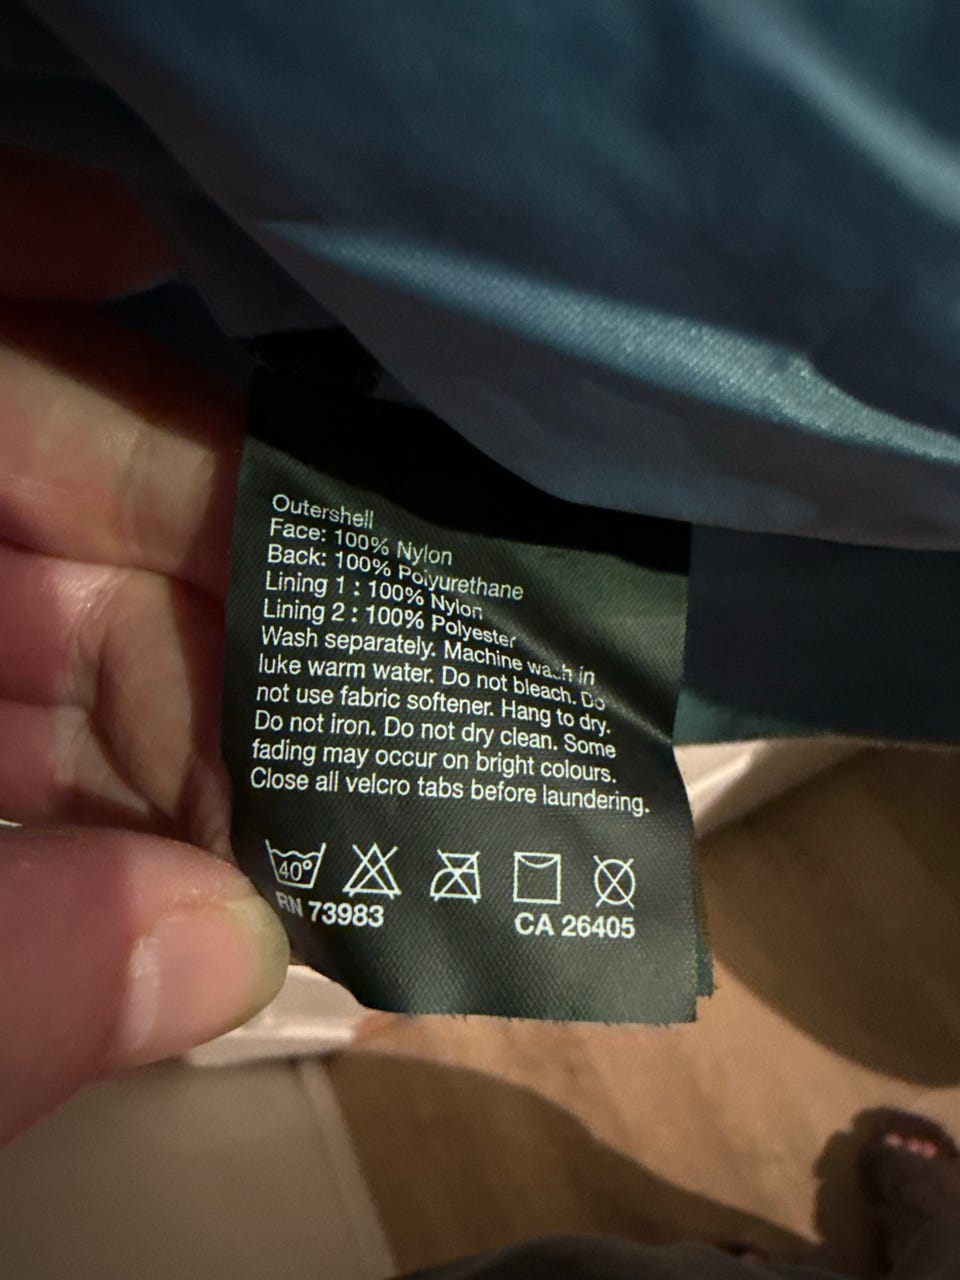 Outershell
Face: 100% Nylon
Back: 100% Polyurethane
Lining 1 : 100% Nylon
Lining 2 : 100% Polyester
Wash separately. Machine wash in
luke warm water. Do not bleach. Do
not use fabric softener. Hang to dry.
Do not iron. Do not dry clean. Some
fading may occur on bright colours.
Close all velcro tabs before laundering.
40°
RN 73983 CA 26405